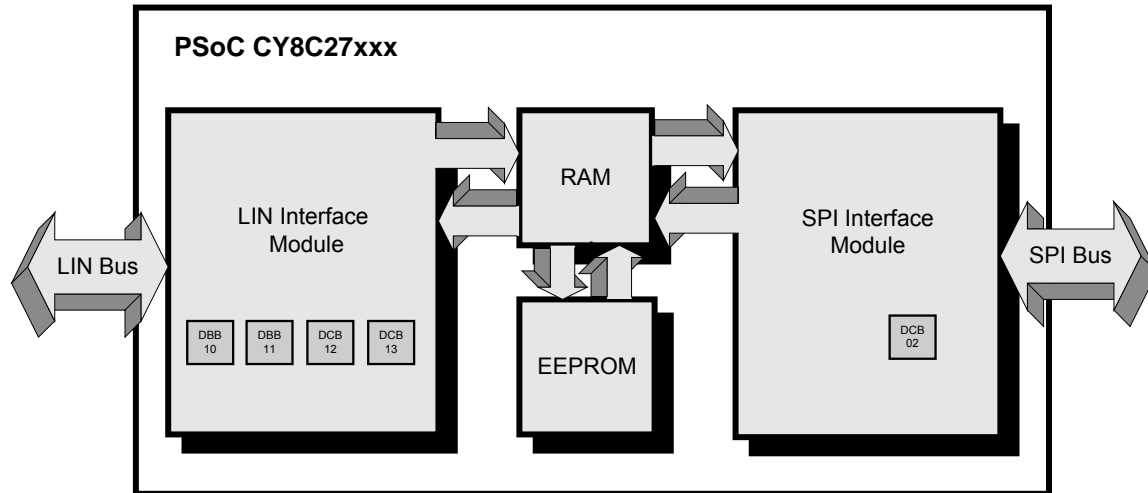 PSoC CY8C27xxx
LIN Bus
LIN Interface
Module
DBB
10
DBB
11
DCB
12
DCB
13
RAM
EEPROM
SPI Interface
Module
DCB
02
SPI Bus